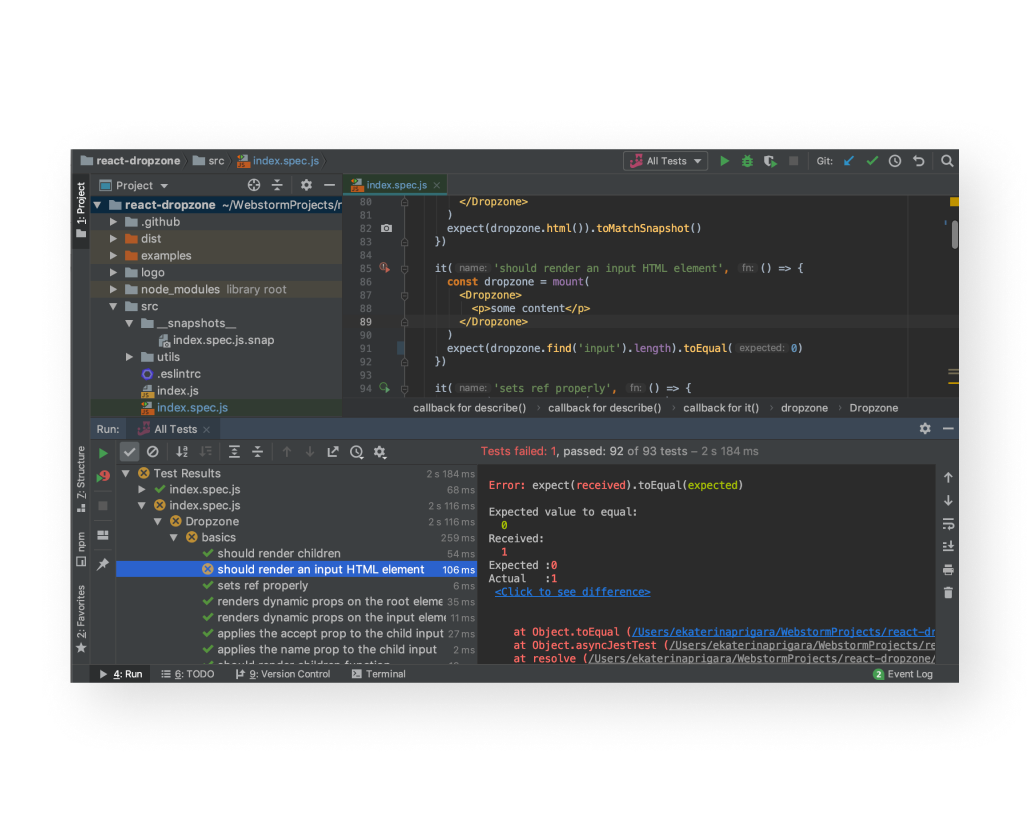 react-dropzone src index.spec.js All Tests Git:
1: Project
Project
index.spec.js
react-dropzone ~/WebstormProjects/r
.github
dist
examples
logo
node_modules library root
src
__snapshots__
index.spec.js.snap
utils
.eslintrc
index.js
index.spec.js
80 </Dropzone>
81 )
82 expect(dropzone.html()).toMatchSnapshot()
83 })
84
85 it( name: 'should render an input HTML element', fn: () => {
86 const dropzone = mount(
87 <Dropzone>
88 <p>some content</p>
89 </Dropzone>
90 )
91 expect(dropzone.find('input').length).toEqual( expected: 0)
92 })
93
94 it( name: 'sets ref properly', fn: () => {
callback for describe() › callback for describe() › callback for it() › dropzone › Dropzone
Run: All Tests
Tests failed: 1, passed: 92 of 93 tests – 2 s 184 ms
Z: Structure
npm
2: Favorites
Test Results 2 s 184 ms
index.spec.js 68 ms
index.spec.js 2 s 116 ms
Dropzone 2 s 116 ms
basics 259 ms
should render children 54 ms
should render an input HTML element 106 ms
sets ref properly 6 ms
renders dynamic props on the root eleme 35 ms
renders dynamic props on the input eleme 11 ms
applies the accept prop to the child input 27 ms
applies the name prop to the child input 2 ms
should render children function
Error: expect(received).toEqual(expected)
Expected value to equal:
0
Received:
1
Expected :0
Actual :1
<Click to see difference>
at Object.toEqual (/Users/ekaterinaprigara/WebstormProjects/react-dr
at Object.asyncJestTest (/Users/ekaterinaprigara/WebstormProjects/re
at resolve (/Users/ekaterinaprigara/WebstormProjects/react-dropzone/
4: Run 6: TODO 9: Version Control Terminal 2 Event Log